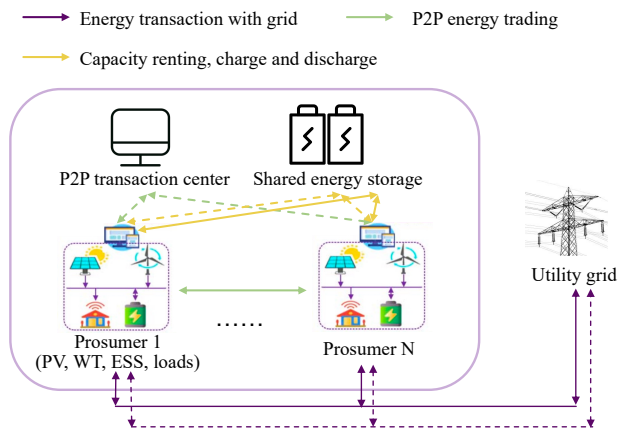 Energy transaction with grid
P2P energy trading
Capacity renting, charge and discharge
P2P transaction center
Shared energy storage
Utility grid
......
Prosumer 1
(PV, WT, ESS, loads)
Prosumer N